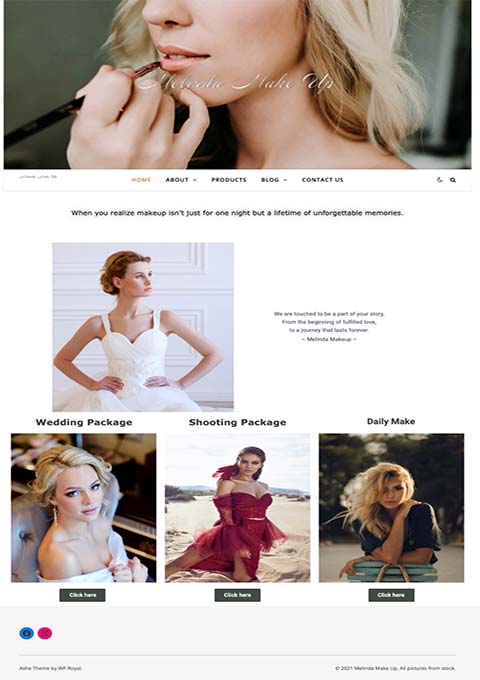 Melinda Make Up
HOME ABOUT PRODUCTS BLOG CONTACT US
When you realize makeup isn't just for one night but a lifetime of unforgettable memories.
We are touched to be a part of your story,
From the beginning of fulfilled love,
to a journey that lasts forever.
~ Melinda Makeup ~
Wedding Package Shooting Package Daily Make
Click here Click here Click here
Ashe Theme by WP Royal. © 2021 Melinda Make Up. All pictures from stock.